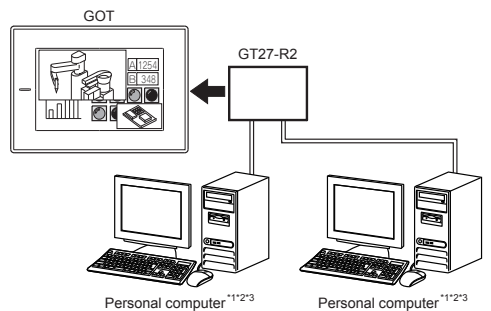 GOT
GT27-R2
A 1254
B 348
Personal computer*1*2*3
Personal computer*1*2*3